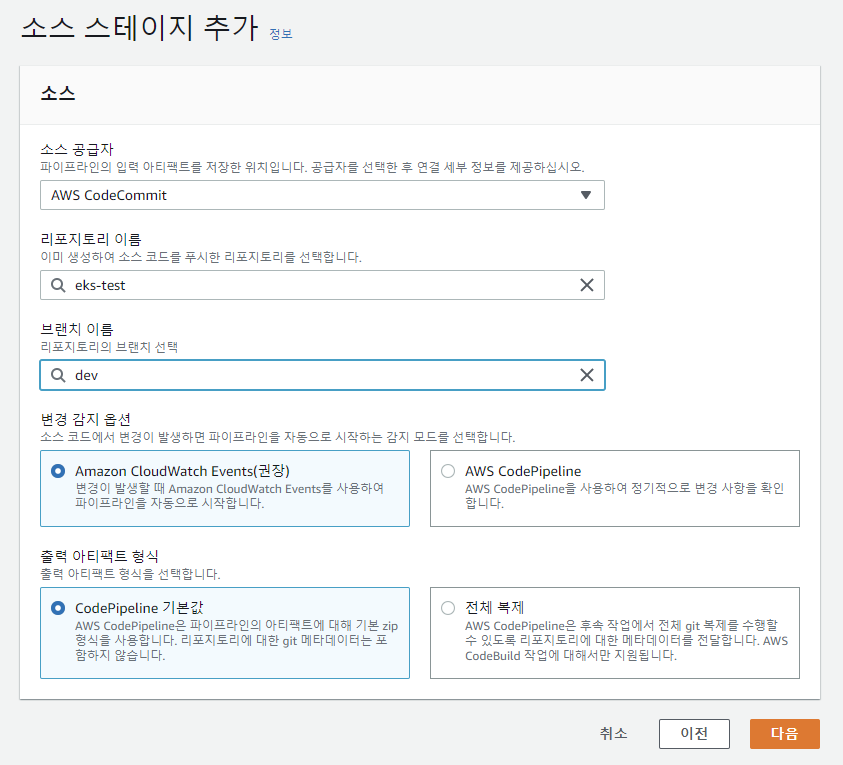 소스 스테이지 추가 정보
소스
소스 공급자
파이프라인의 입력 아티팩트를 저장한 위치입니다. 공급자를 선택한 후 연결 세부 정보를 제공하십시오.
AWS CodeCommit
리포지토리 이름
이미 생성하여 소스 코드를 푸시한 리포지토리를 선택합니다.
eks-test
브랜치 이름
리포지토리의 브랜치 선택
dev
변경 감지 옵션
소스 코드에서 변경이 발생하면 파이프라인을 자동으로 시작하는 감지 모드를 선택합니다.
Amazon CloudWatch Events(권장)
변경이 발생할 때 Amazon CloudWatch Events를 사용하여
파이프라인을 자동으로 시작합니다.
AWS CodePipeline
AWS CodePipeline을 사용하여 정기적으로 변경 사항을 확인
합니다.
출력 아티팩트 형식
출력 아티팩트 형식을 선택합니다.
CodePipeline 기본값
AWS CodePipeline은 파이프라인의 아티팩트에 대해 기본 zip
형식을 사용합니다. 리포지토리에 대한 git 메타데이터는 포
함하지 않습니다.
전체 복제
AWS CodePipeline은 후속 작업에서 전체 git 복제를 수행할
수 있도록 리포지토리에 대한 메타데이터를 전달합니다. AWS
CodeBuild 작업에 대해서만 지원됩니다.
취소
이전
다음